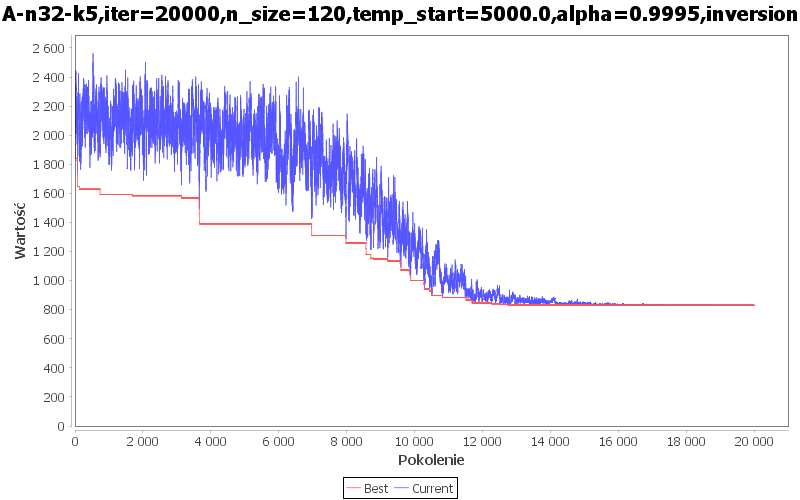 A-n32-k5,iter=20000,n_size=120,temp_start=5000.0,alpha=0.9995,inversion
2 600
2 400
2 200
2 000
1 800
1 600
1 400
1 200
1 000
800
600
400
200
0
Wartość
0 2 000 4 000 6 000 8 000 10 000 12 000 14 000 16 000 18 000 20 000
Pokolenie
Best Current